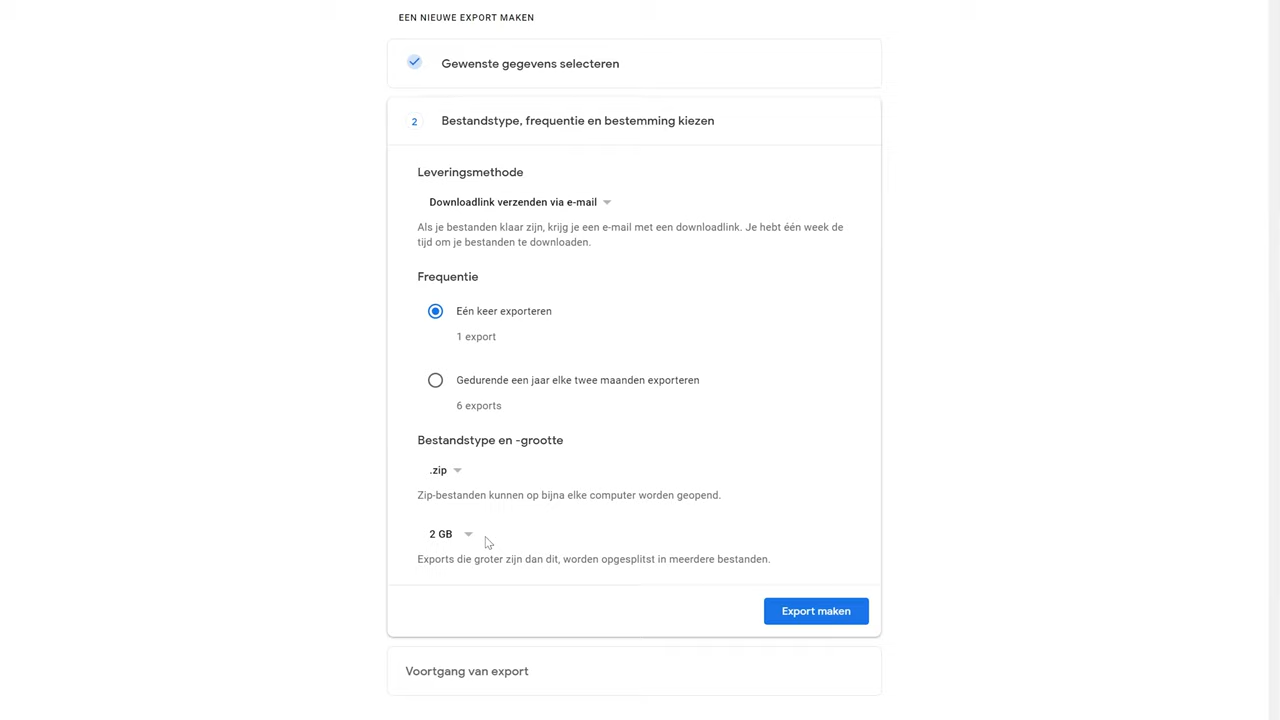 EEN NIEUWE EXPORT MAKEN
Gewenste gegevens selecteren
2 Bestandstype, frequentie en bestemming kiezen
Leveringsmethode
Downloadlink verzenden via e-mail
Als je bestanden klaar zijn, krijg je een e-mail met een downloadlink. Je hebt één week de
tijd om je bestanden te downloaden.
Frequentie
Eén keer exporteren
1 export
Gedurende een jaar elke twee maanden exporteren
6 exports
Bestandstype en -grootte
.zip
Zip-bestanden kunnen op bijna elke computer worden geopend.
2 GB
Exports die groter zijn dan dit, worden opgesplitst in meerdere bestanden.
Export maken
Voortgang van export